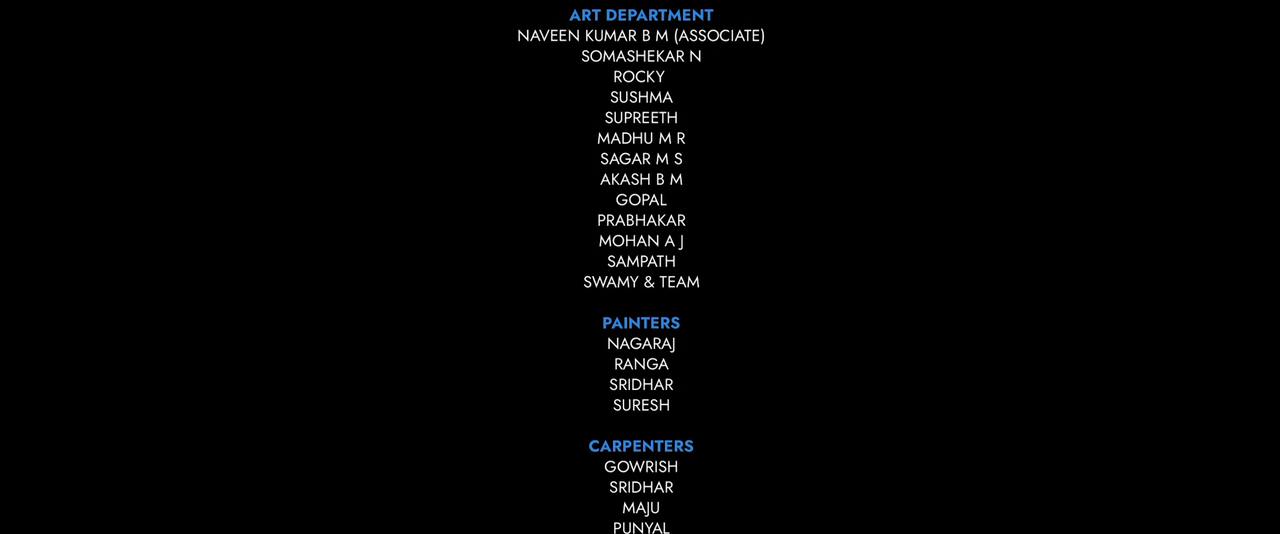 ART DEPARTMENT
NAVEEN KUMAR B M (ASSOCIATE)
SOMASHEKAR N
ROCKY
SUSHMA
SUPREETH
MADHU M R
SAGAR M S
AKASH B M
GOPAL
PRABHAKAR
MOHAN A J
SAMPATH
SWAMY & TEAM
PAINTERS
NAGARAJ
RANGA
SRIDHAR
SURESH
CARPENTERS
GOWRISH
SRIDHAR
MAJU
PUNYAL